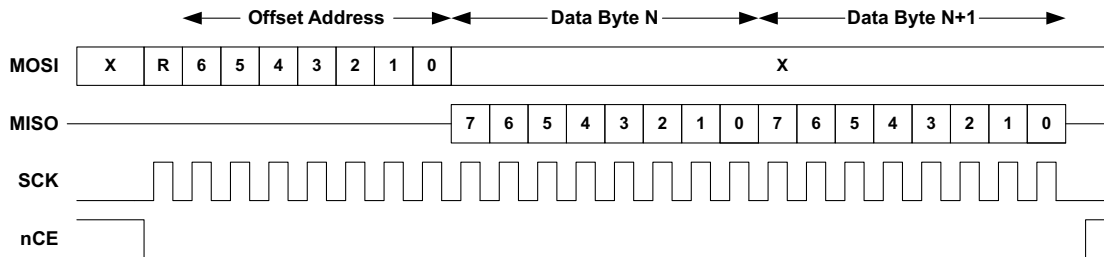 Offset Address Data Byte N Data Byte N+1
MOSI X R 6 5 4 3 2 1 0 X
MISO 7 6 5 4 3 2 1 0 7 6 5 4 3 2 1 0
SCK
nCE